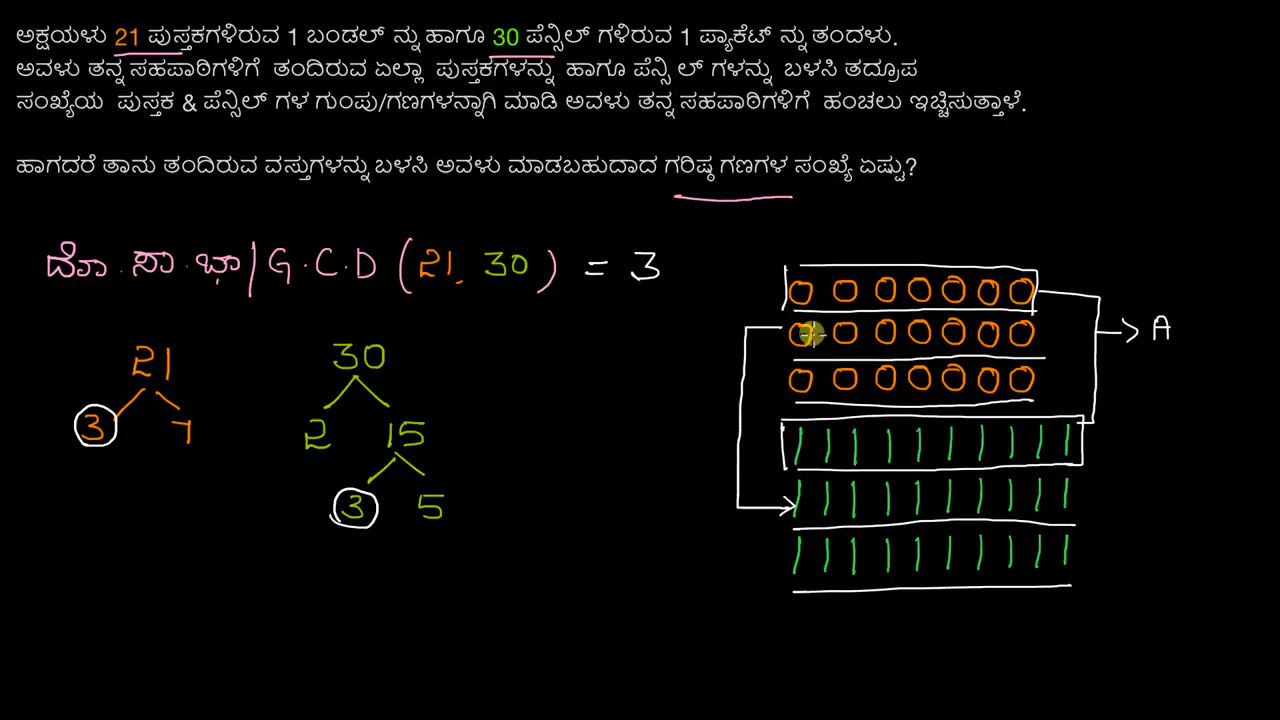 ಅಕ್ಷಯಳು 21 ಪುಸ್ತಕಗಳಿರುವ 1 ಬಂಡಲ್ ನ್ನು ಹಾಗೂ 30 ಪೆನ್ಸಿಲ್ ಗಳಿರುವ 1 ಪ್ಯಾಕೆಟ್ ನ್ನು ತಂದಳು.
ಅವಳು ತನ್ನ ಸಹಪಾಠಿಗಳಿಗೆ ತಂದಿರುವ ಏಲ್ಲಾ ಪುಸ್ತಕಗಳನ್ನು ಹಾಗೂ ಪೆನ್ಸಿಲ್ ಗಳನ್ನು ಬಳಸಿ ತದ್ರೂಪ
ಸಂಖ್ಯೆಯ ಪುಸ್ತಕ & ಪೆನ್ಸಿಲ್ ಗಳ ಗುಂಪು/ಗಣಗಳನ್ನಾಗಿ ಮಾಡಿ ಅವಳು ತನ್ನ ಸಹಪಾಠಿಗಳಿಗೆ ಹಂಚಲು ಇಚ್ಚಿಸುತ್ತಾಳೆ.
ಹಾಗದರೆ ತಾನು ತಂದಿರುವ ವಸ್ತುಗಳನ್ನು ಬಳಸಿ ಅವಳು ಮಾಡಬಹುದಾದ ಗರಿಷ್ಠ ಗಣಗಳ ಸಂಖ್ಯೆ ಏಷ್ಟು?
ಮೊ.ಸಾ.ಭಾ/G.C.D (21, 30) = 3
21
3 7
30
2 15
3 5
A